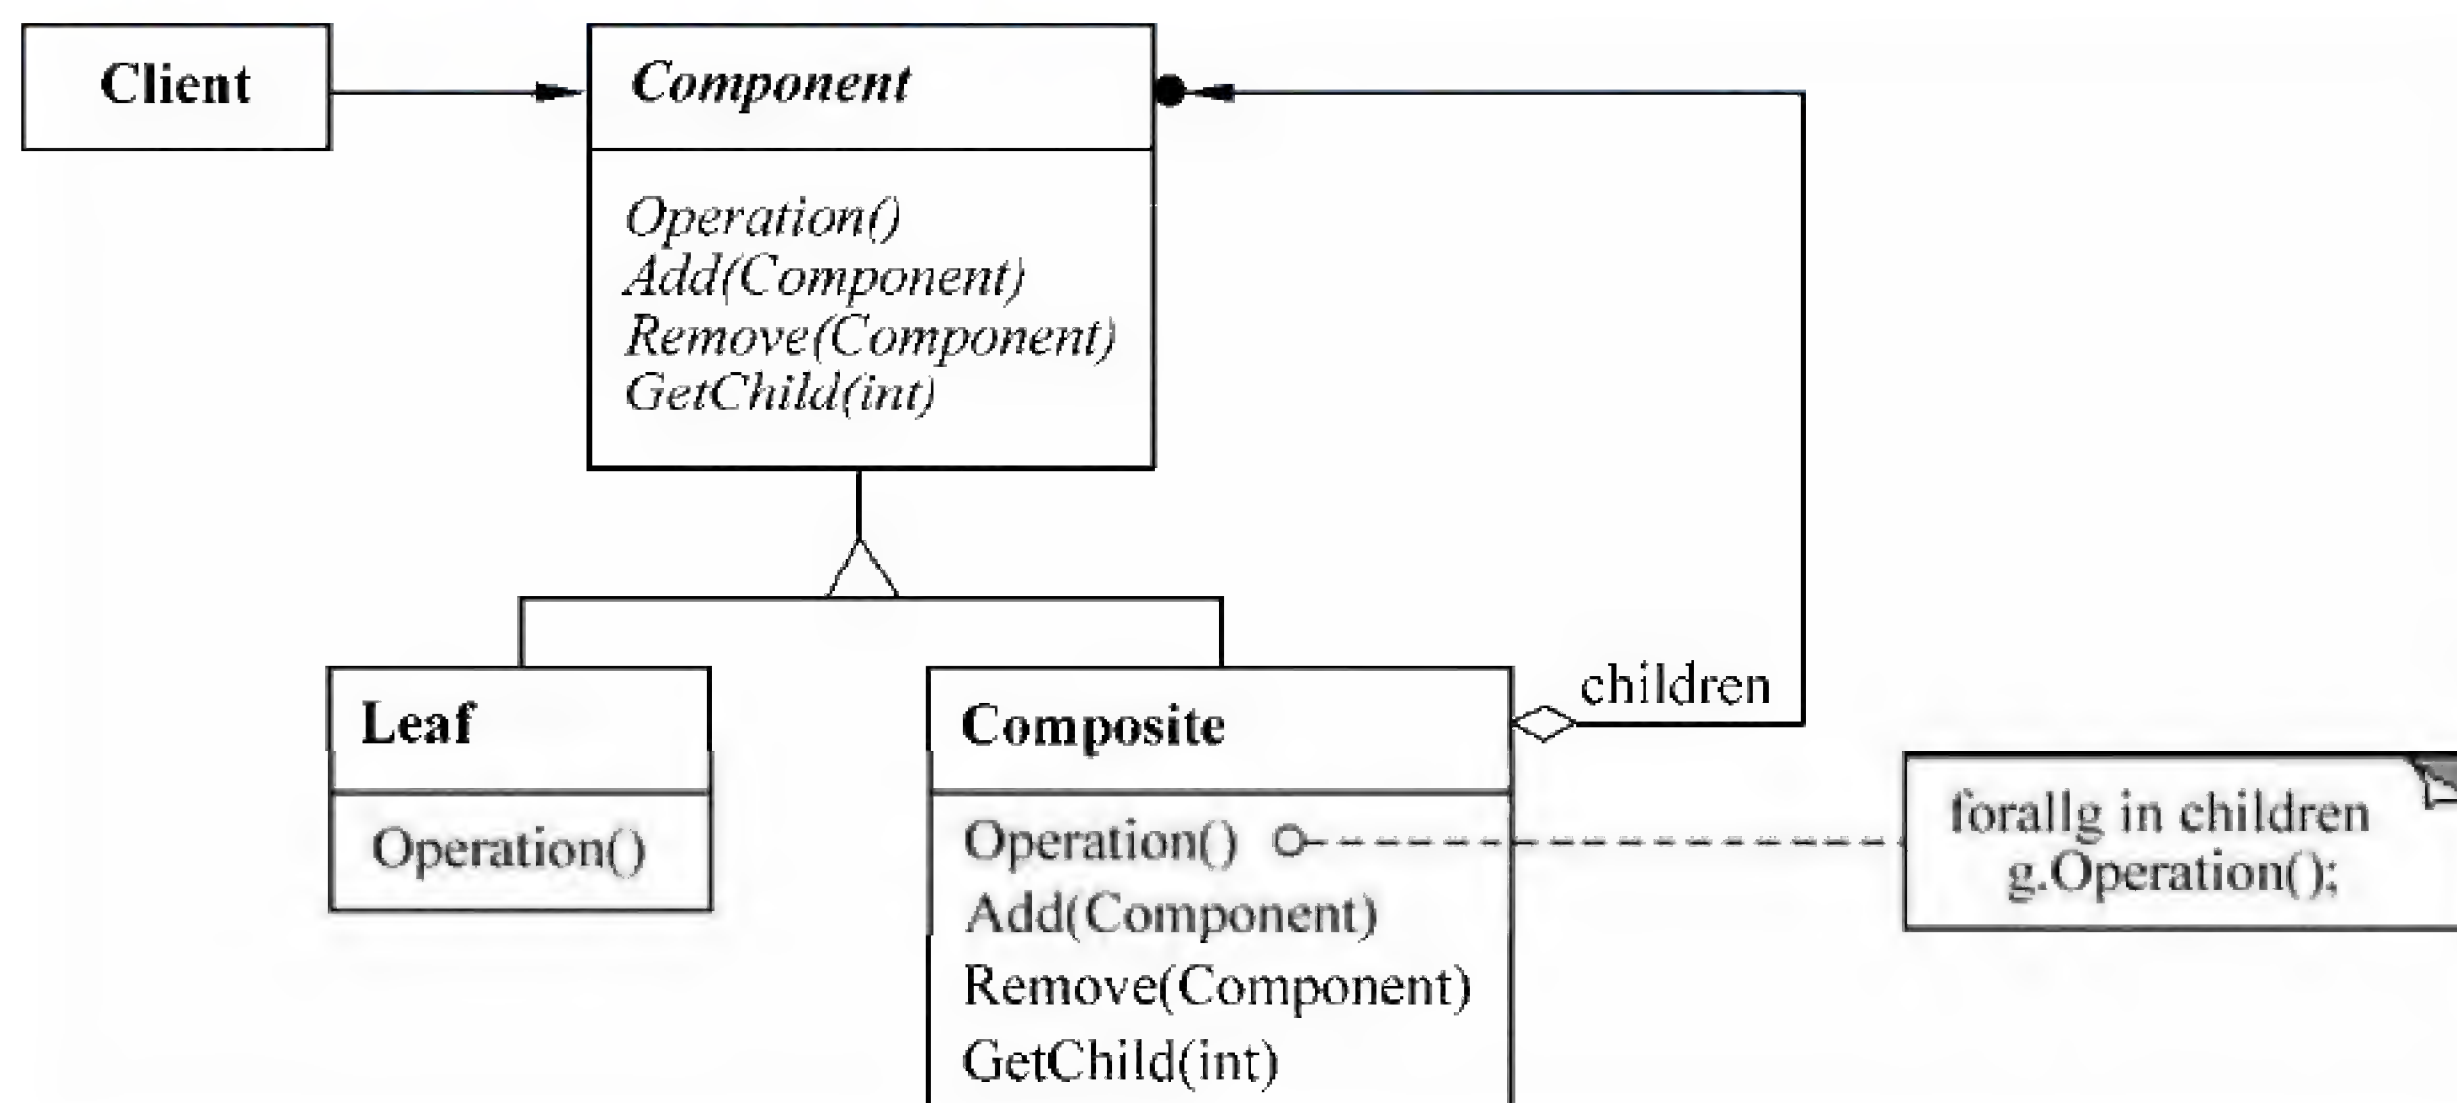 Client
Component
Operation()
Add(Component)
Remove(Component)
GetChild(int)
Leaf
Operation()
Composite
children
Operation()
Add(Component)
Remove(Component)
GetChild(int)
forallg in children
g.Operation();